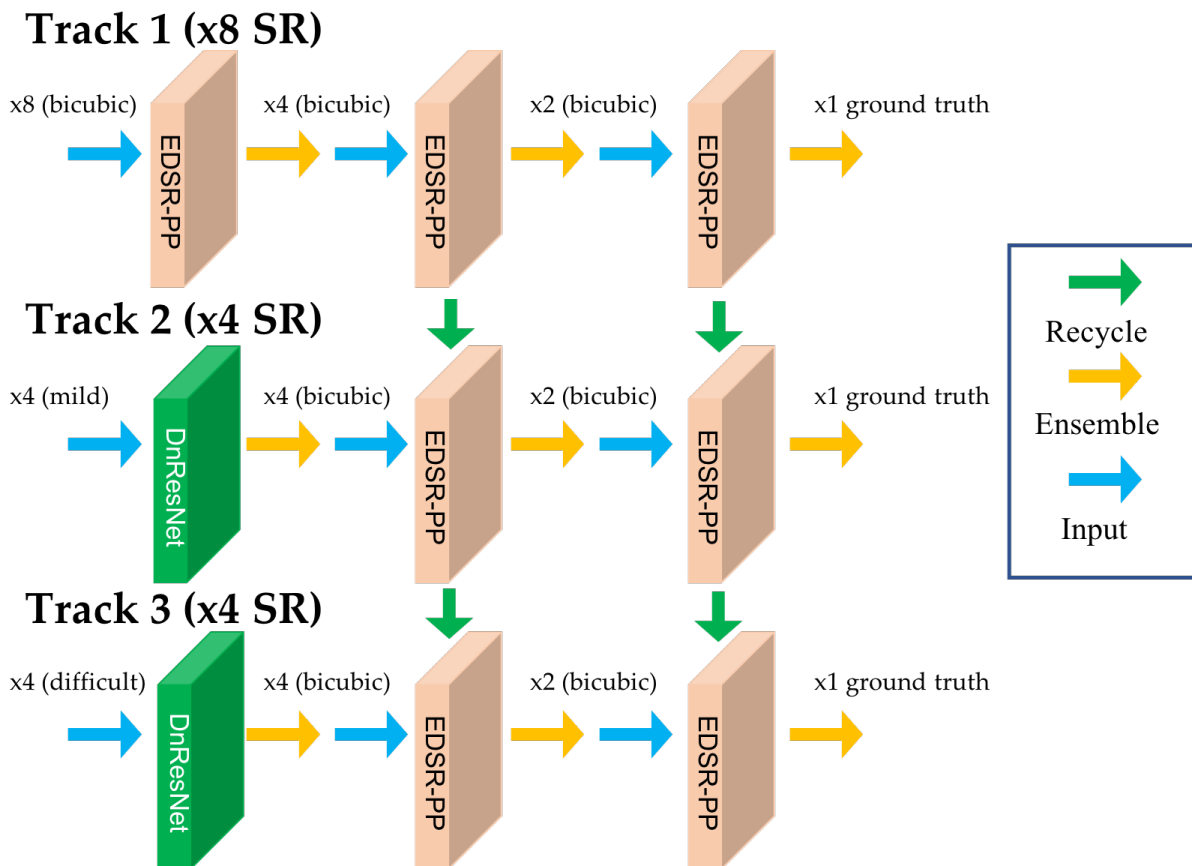 Track 1 (x8 SR)
x8 (bicubic)
EDSR-PP
x4 (bicubic)
EDSR-PP
x2 (bicubic)
EDSR-PP
x1 ground truth
Track 2 (x4 SR)
x4 (mild)
DnResNet
x4 (bicubic)
EDSR-PP
x2 (bicubic)
EDSR-PP
x1 ground truth
Track 3 (x4 SR)
x4 (difficult)
DnResNet
x4 (bicubic)
EDSR-PP
x2 (bicubic)
EDSR-PP
x1 ground truth
Recycle
Ensemble
Input